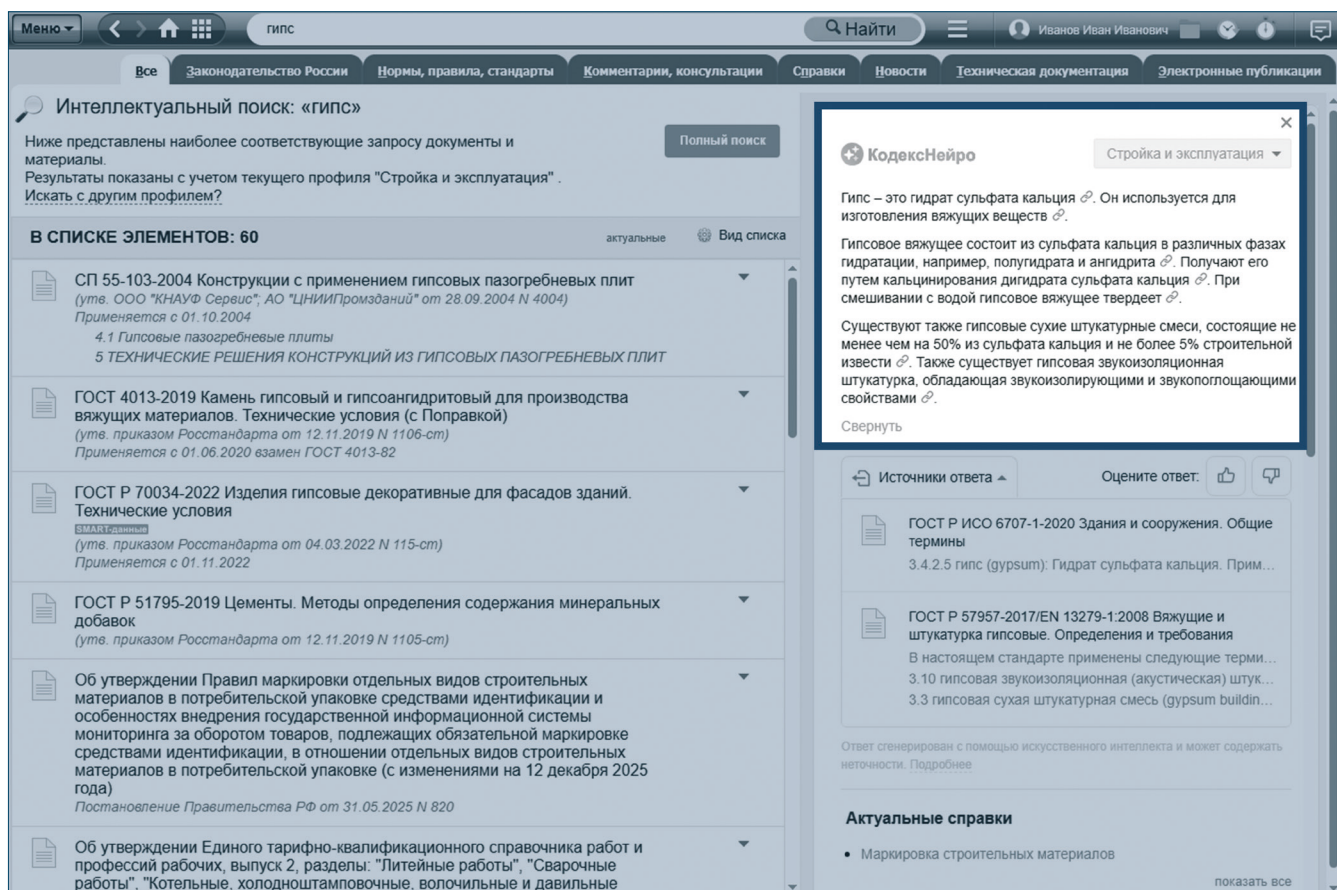 Меню
гипс
Найти
Иванов Иван Иванович
Все
Законодательство России
Нормы, правила, стандарты
Комментарии, консультации
Справки
Новости
Техническая документация
Электронные публикации
Интеллектуальный поиск: «гипс»
Ниже представлены наиболее соответствующие запросу документы и
материалы.
Результаты показаны с учетом текущего профиля "Стройка и эксплуатация" .
Искать с другим профилем?
Полный поиск
В СПИСКЕ ЭЛЕМЕНТОВ: 60
актуальные
Вид списка
СП 55-103-2004 Конструкции с применением гипсовых пазогребневых плит
(утв. ООО "КНАУФ Сервис"; АО "ЦНИИПромзданий" от 28.09.2004 N 4004)
Применяется с 01.10.2004
4.1 Гипсовые пазогребневые плиты
5 ТЕХНИЧЕСКИЕ РЕШЕНИЯ КОНСТРУКЦИЙ ИЗ ГИПСОВЫХ ПАЗОГРЕБНЕВЫХ ПЛИТ
ГОСТ 4013-2019 Камень гипсовый и гипсоангидритовый для производства
вяжущих материалов. Технические условия (с Поправкой)
(утв. приказом Росстандарта от 12.11.2019 N 1106-ст)
Применяется с 01.06.2020 взамен ГОСТ 4013-82
ГОСТ Р 70034-2022 Изделия гипсовые декоративные для фасадов зданий.
Технические условия
SMART-данные
(утв. приказом Росстандарта от 04.03.2022 N 115-ст)
Применяется с 01.11.2022
ГОСТ Р 51795-2019 Цементы. Методы определения содержания минеральных
добавок
(утв. приказом Росстандарта от 12.11.2019 N 1105-ст)
Об утверждении Правил маркировки отдельных видов строительных
материалов в потребительской упаковке средствами идентификации и
особенностях внедрения государственной информационной системы
мониторинга за оборотом товаров, подлежащих обязательной маркировке
средствами идентификации, в отношении отдельных видов строительных
материалов в потребительской упаковке (с изменениями на 12 декабря 2025
года)
Постановление Правительства РФ от 31.05.2025 N 820
Об утверждении Единого тарифно-квалификационного справочника работ и
профессий рабочих, выпуск 2, разделы: "Литейные работы", "Сварочные
работы", "Котельные, холодноштамповочные, волочильные и давильные
КодексНейро
Стройка и эксплуатация
Гипс – это гидрат сульфата кальция. Он используется для
изготовления вяжущих веществ.
Гипсовое вяжущее состоит из сульфата кальция в различных фазах
гидратации, например, полугидрата и ангидрита. Получают его
путем кальцинирования дигидрата сульфата кальция. При
смешивании с водой гипсовое вяжущее твердеет.
Существуют также гипсовые сухие штукатурные смеси, состоящие не
менее чем на 50% из сульфата кальция и не более 5% строительной
извести. Также существует гипсовая звукоизоляционная
штукатурка, обладающая звукоизолирующими и звукопоглощающими
свойствами.
Свернуть
Источники ответа
Оцените ответ:
ГОСТ Р ИСО 6707-1-2020 Здания и сооружения. Общие
термины
3.4.2.5 гипс (gypsum): Гидрат сульфата кальция. Прим...
ГОСТ Р 57957-2017/EN 13279-1:2008 Вяжущие и
штукатурка гипсовые. Определения и требования
В настоящем стандарте применены следующие терми...
3.10 гипсовая звукоизоляционная (акустическая) штук...
3.3 гипсовая сухая штукатурная смесь (gypsum buildin...
Ответ сгенерирован с помощью искусственного интеллекта и может содержать
неточности. Подробнее
Актуальные справки
Маркировка строительных материалов
показать все